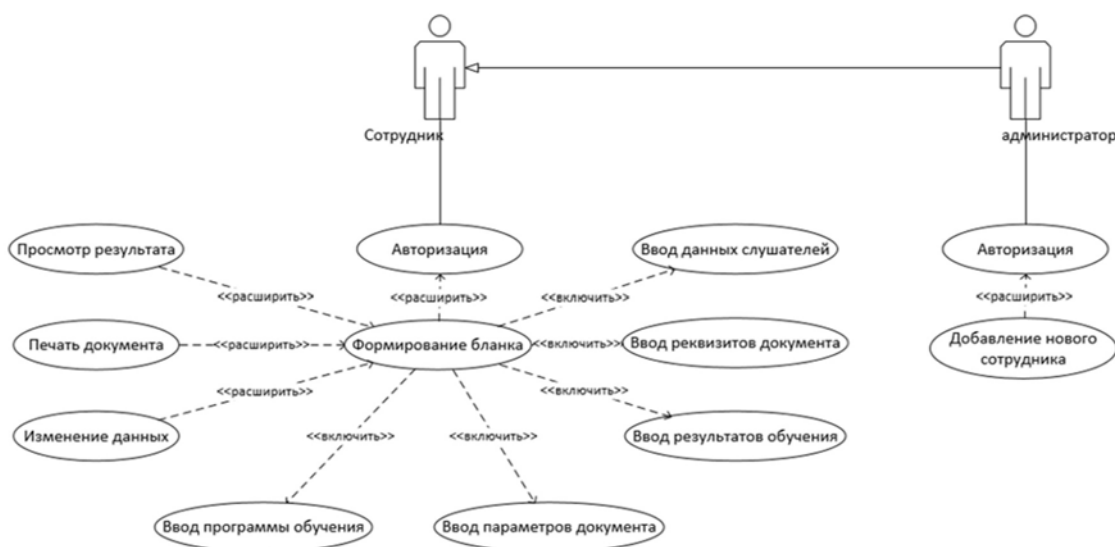 Сотрудник
администратор
Просмотр результата
Авторизация
Ввод данных слушателей
Авторизация
<<расширить>>
<<расширить>>
<<включить>>
<<расширить>>
Печать документа
<<расширить>>
Формирование бланка
<<включить>>
Ввод реквизитов документа
Добавление нового
сотрудника
<<расширить>>
<<включить>>
Изменение данных
<<включить>>
<<включить>>
Ввод результатов обучения
Ввод программы обучения
Ввод параметров документа